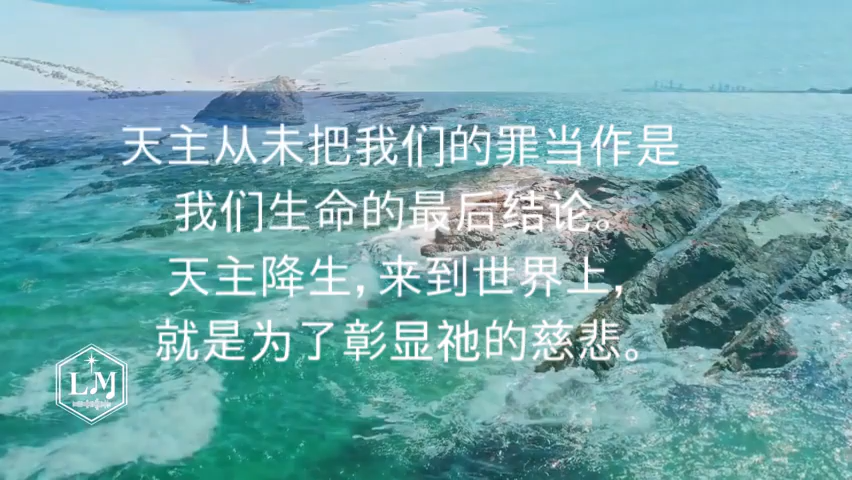 天主从未把我们的罪当作是
我们生命的最后结论。
天主降生，来到世界上，
就是为了彰显祂的慈悲。
LM